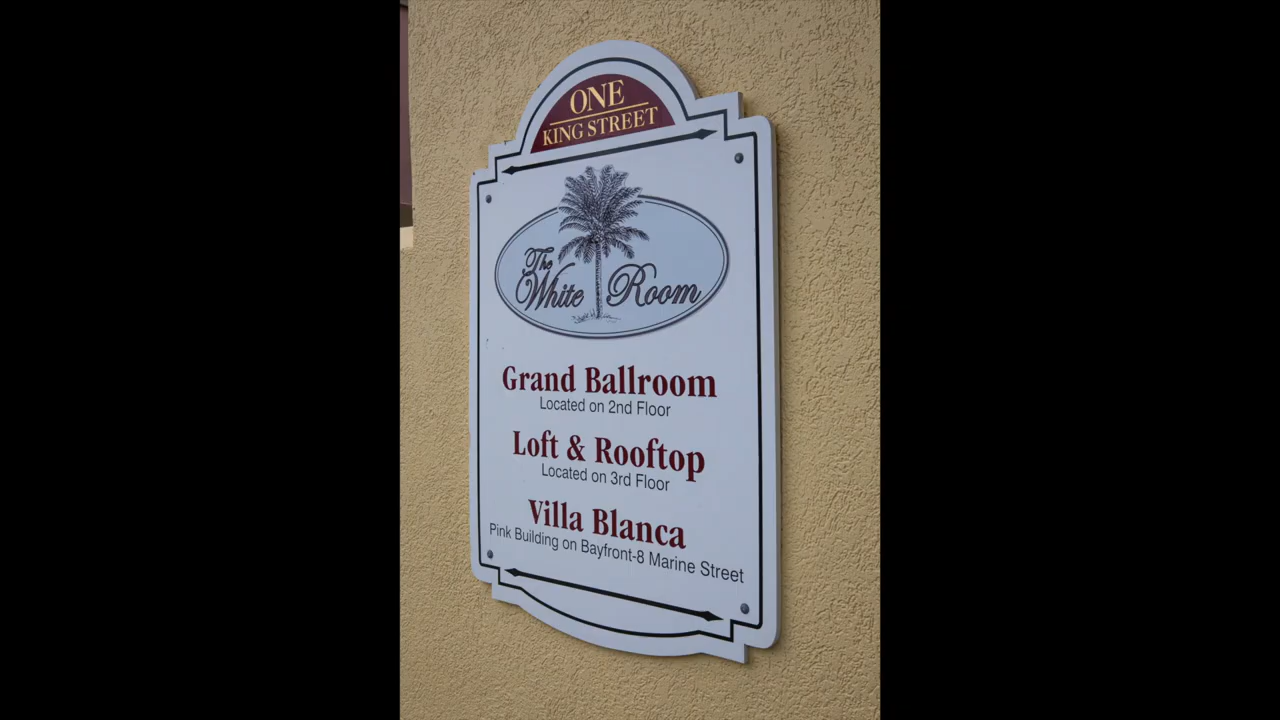 ONE
KING STREET
The
White Room
Grand Ballroom
Located on 2nd Floor
Loft & Rooftop
Located on 3rd Floor
Villa Blanca
Pink Building on Bayfront-8 Marine Street